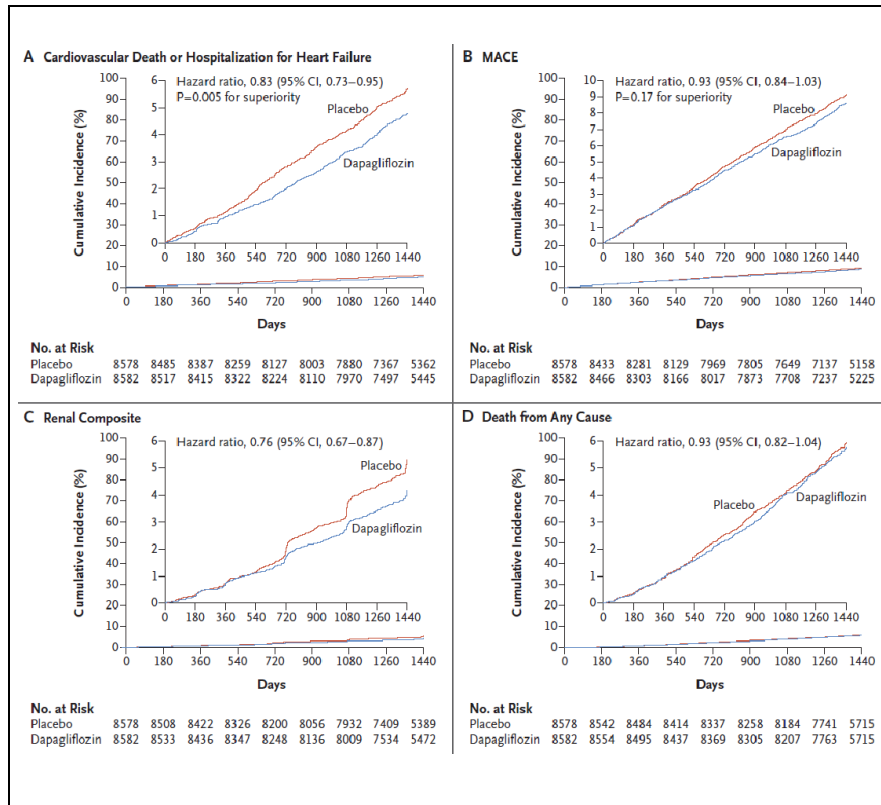 A Cardiovascular Death or Hospitalization for Heart Failure
Cumulative Incidence (%)
100
90
80
70
60
50
40
30
20
10
0
6
5
4
3
2
1
0
Hazard ratio, 0.83 (95% CI, 0.73–0.95)
P=0.005 for superiority
Placebo
Dapagliflozin
0 180 360 540 720 900 1080 1260 1440
0 180 360 540 720 900 1080 1260 1440
Days
No. at Risk
Placebo 8578 8485 8387 8259 8127 8003 7880 7367 5362
Dapagliflozin 8582 8517 8415 8322 8224 8110 7970 7497 5445
B MACE
Cumulative Incidence (%)
100
90
80
70
60
50
40
30
20
10
0
10
9
8
7
6
5
4
3
2
1
0
Hazard ratio, 0.93 (95% CI, 0.84–1.03)
P=0.17 for superiority
Placebo
Dapagliflozin
0 180 360 540 720 900 1080 1260 1440
0 180 360 540 720 900 1080 1260 1440
Days
No. at Risk
Placebo 8578 8433 8281 8129 7969 7805 7649 7137 5158
Dapagliflozin 8582 8466 8303 8166 8017 7873 7708 7237 5225
C Renal Composite
Cumulative Incidence (%)
100
90
80
70
60
50
40
30
20
10
0
6
5
4
3
2
1
0
Hazard ratio, 0.76 (95% CI, 0.67–0.87)
Placebo
Dapagliflozin
0 180 360 540 720 900 1080 1260 1440
0 180 360 540 720 900 1080 1260 1440
Days
No. at Risk
Placebo 8578 8508 8422 8326 8200 8056 7932 7409 5389
Dapagliflozin 8582 8533 8436 8347 8248 8136 8009 7534 5472
D Death from Any Cause
Cumulative Incidence (%)
100
90
80
70
60
50
40
30
20
10
0
6
5
4
3
2
1
0
Hazard ratio, 0.93 (95% CI, 0.82–1.04)
Placebo
Dapagliflozin
0 180 360 540 720 900 1080 1260 1440
0 180 360 540 720 900 1080 1260 1440
Days
No. at Risk
Placebo 8578 8542 8484 8414 8337 8258 8184 7741 5715
Dapagliflozin 8582 8554 8495 8437 8369 8305 8207 7763 5715